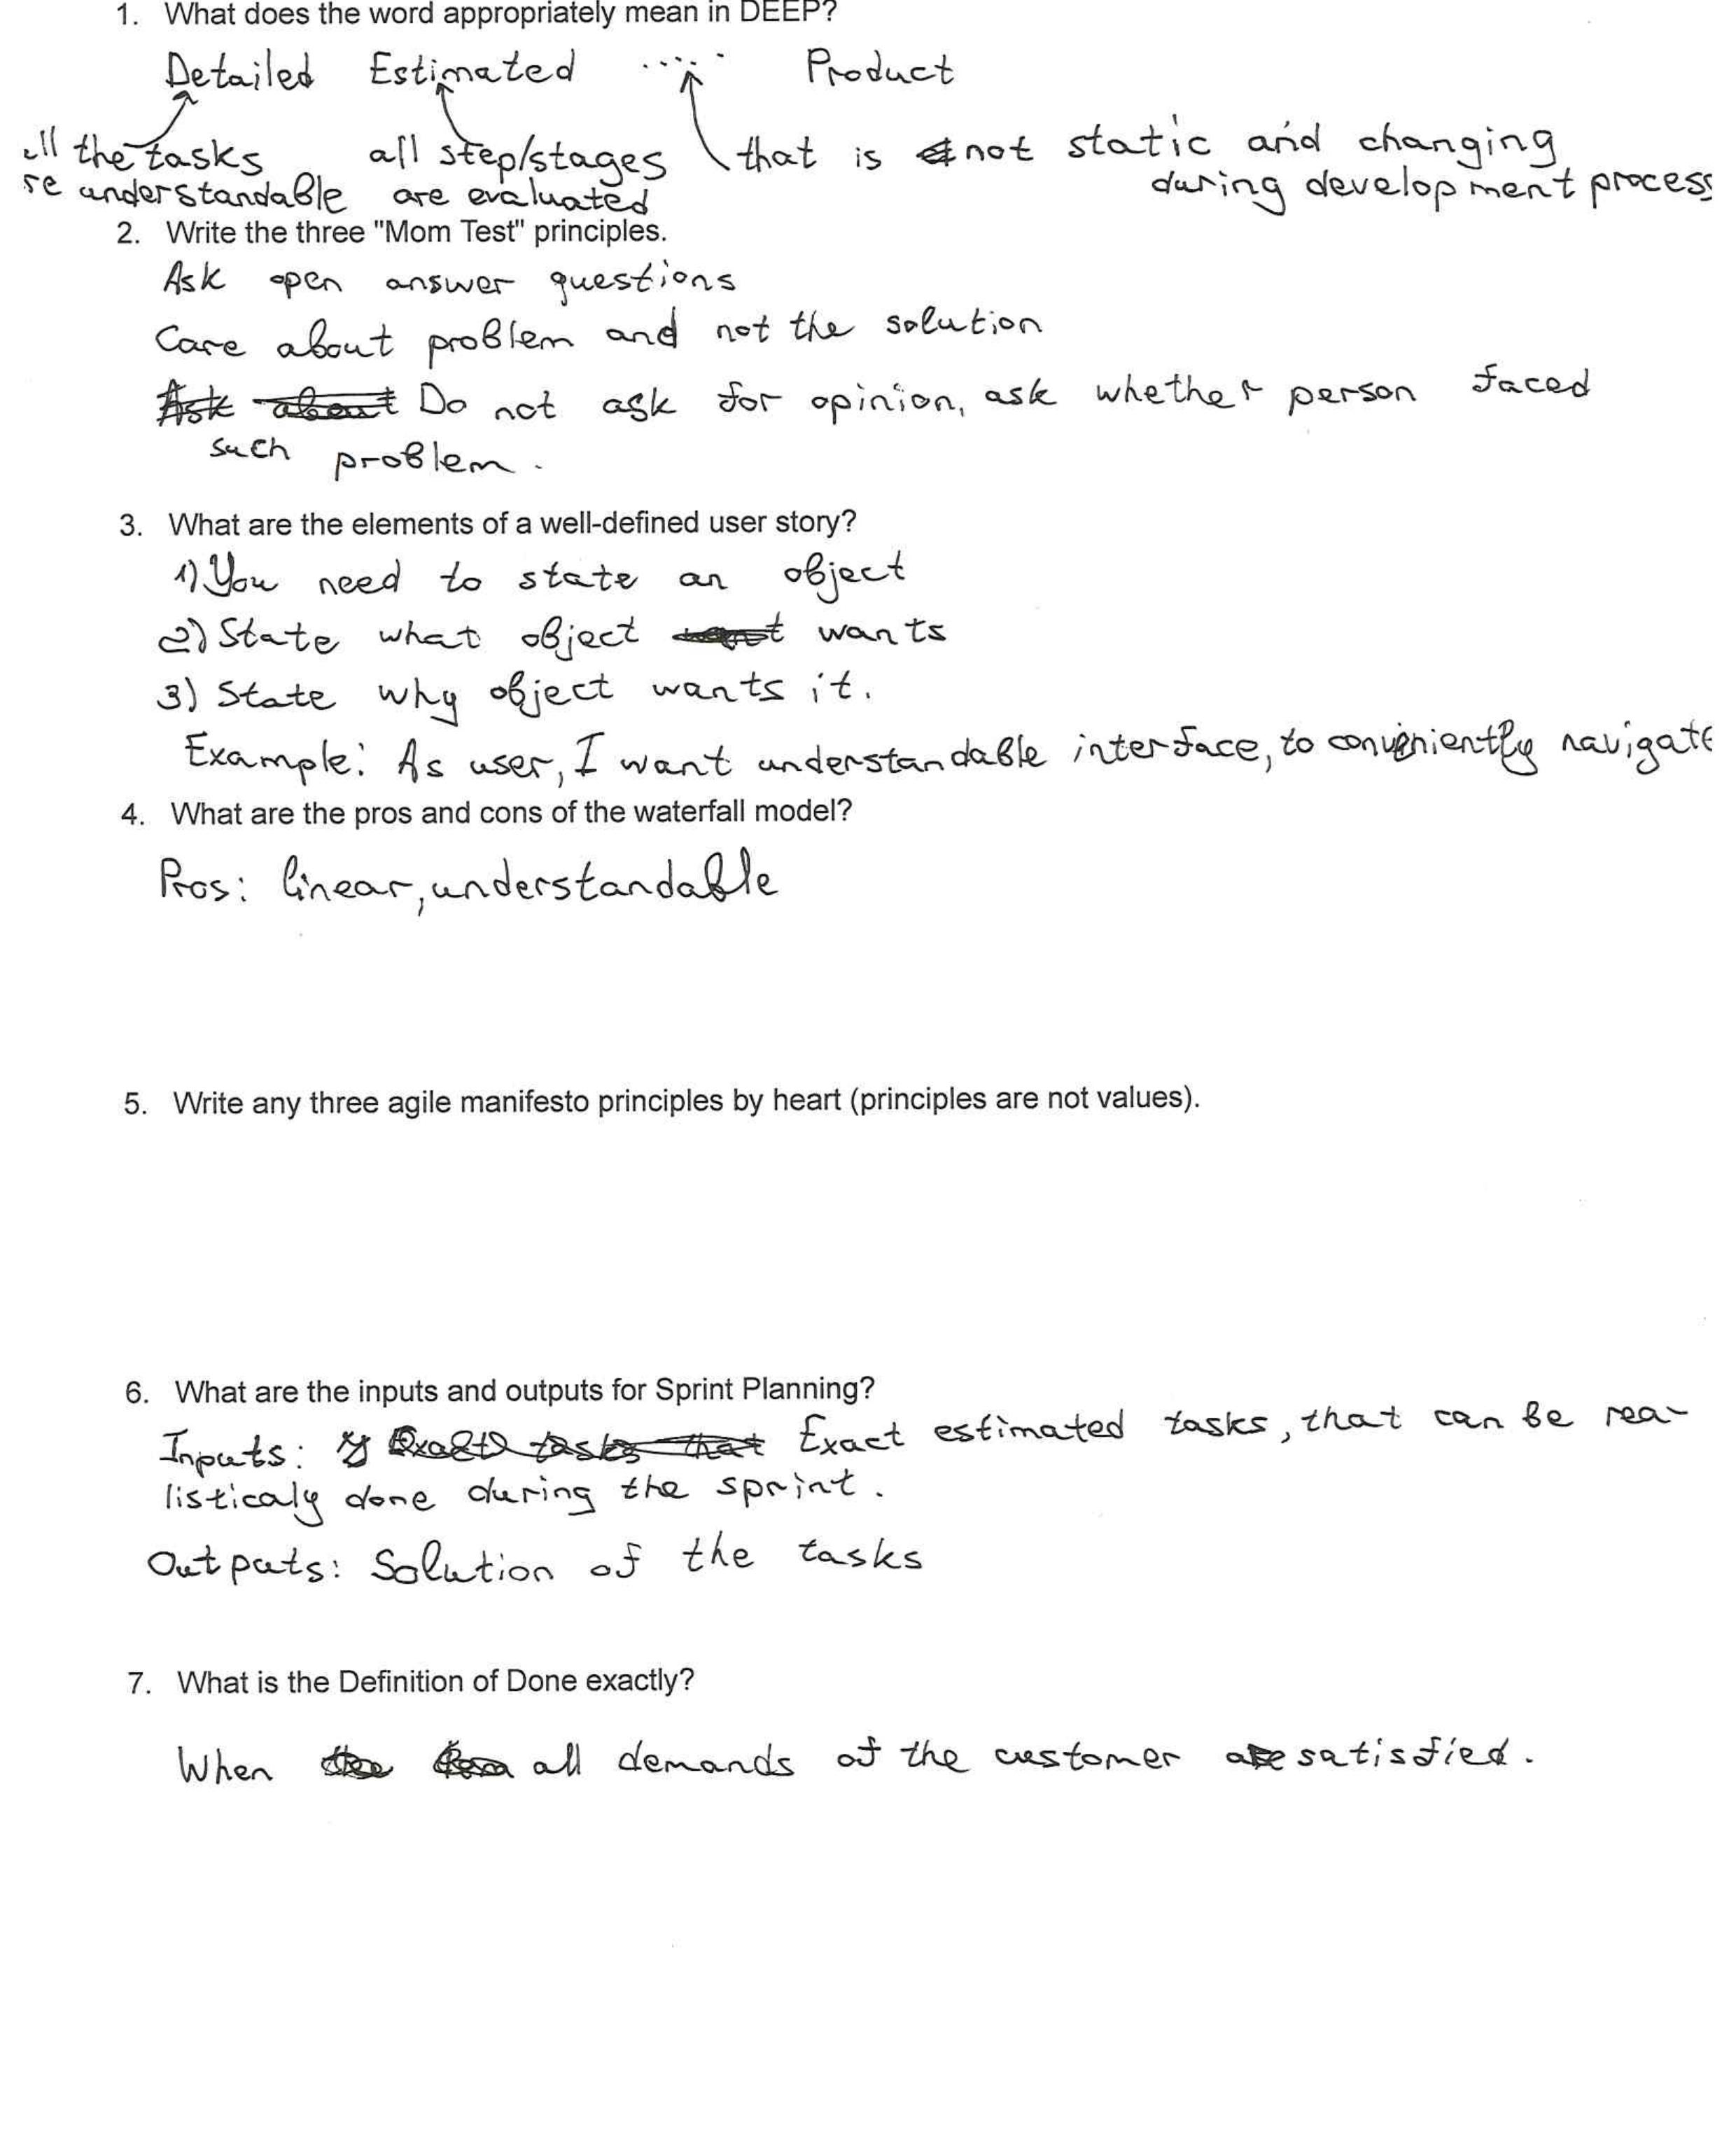 1. What does the word appropriately mean in DEEP?
Detailed Estimated ..... Product
all the tasks all step/stages that is not static and changing
re understandable are evaluated during development process
2. Write the three "Mom Test" principles.
Ask open answer questions
Care about problem and not the solution
Ask about Do not ask for opinion, ask whether person faced
such problem.
3. What are the elements of a well-defined user story?
1) You need to state an object
2) State what object want wants
3) State why object wants it.
Example: As user, I want understandable interface, to conviniently navigate
4. What are the pros and cons of the waterfall model?
Pros: linear, understandable
5. Write any three agile manifesto principles by heart (principles are not values).
6. What are the inputs and outputs for Sprint Planning?
Inputs: tasks that Exact estimated tasks, that can be rea-
listicaly done during the sprint.
Outputs: Solution of the tasks
7. What is the Definition of Done exactly?
When the all demands of the customer are satisfied.